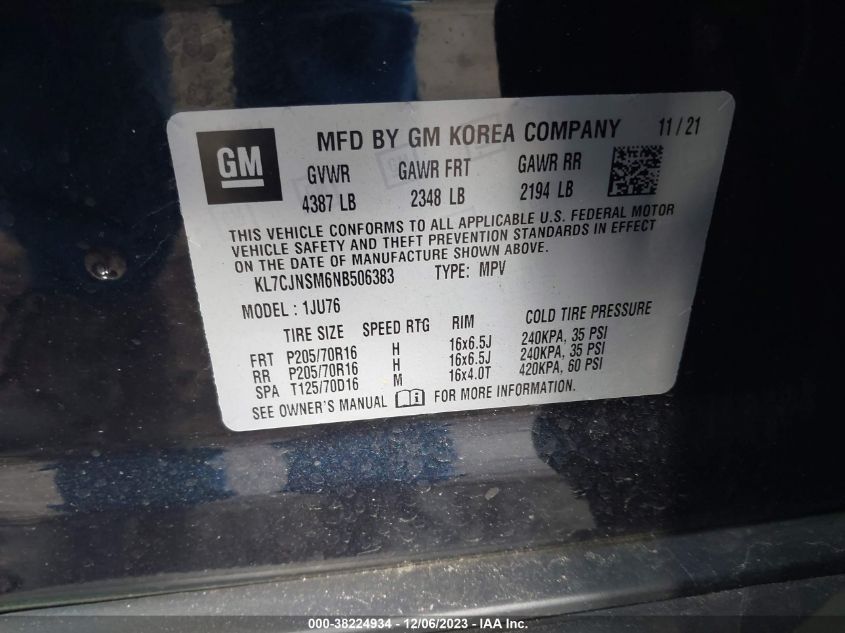 GM
MFD BY GM KOREA COMPANY 11/21
GVWR GAWR FRT GAWR RR
4387 LB 2348 LB 2194 LB
THIS VEHICLE CONFORMS TO ALL APPLICABLE U.S. FEDERAL MOTOR
VEHICLE SAFETY AND THEFT PREVENTION STANDARDS IN EFFECT
ON THE DATE OF MANUFACTURE SHOWN ABOVE.
KL7CJNSM6NB506383 TYPE: MPV
MODEL: 1JU76
TIRE SIZE SPEED RTG RIM COLD TIRE PRESSURE
FRT P205/70R16 H 16x6.5J 240KPA, 35 PSI
RR P205/70R16 H 16x6.5J 240KPA, 35 PSI
SPA T125/70D16 M 16x4.0T 420KPA, 60 PSI
SEE OWNER'S MANUAL FOR MORE INFORMATION.
000-38224934 - 12/06/2023 - IAA Inc.